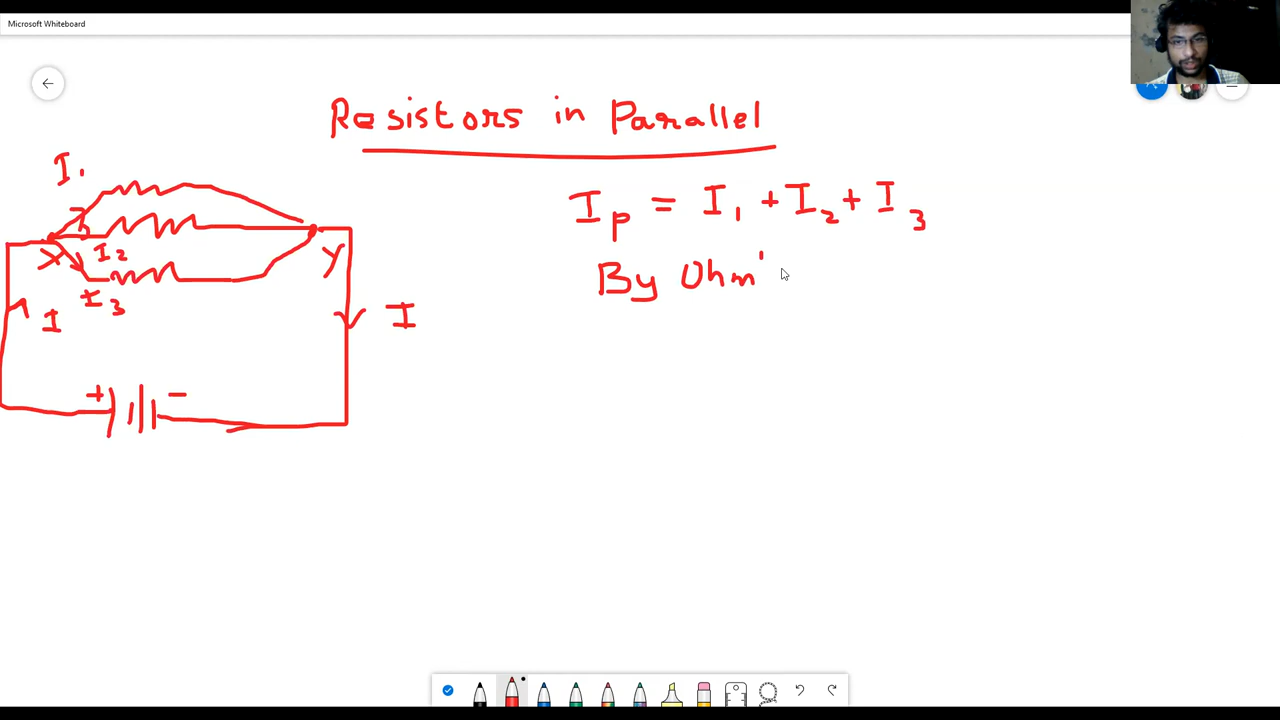 Microsoft Whiteboard
Resistors in Parallel
I1
I2
I3
X
Y
I
I
+
-
Ip = I1 + I2 + I3
By Ohm'